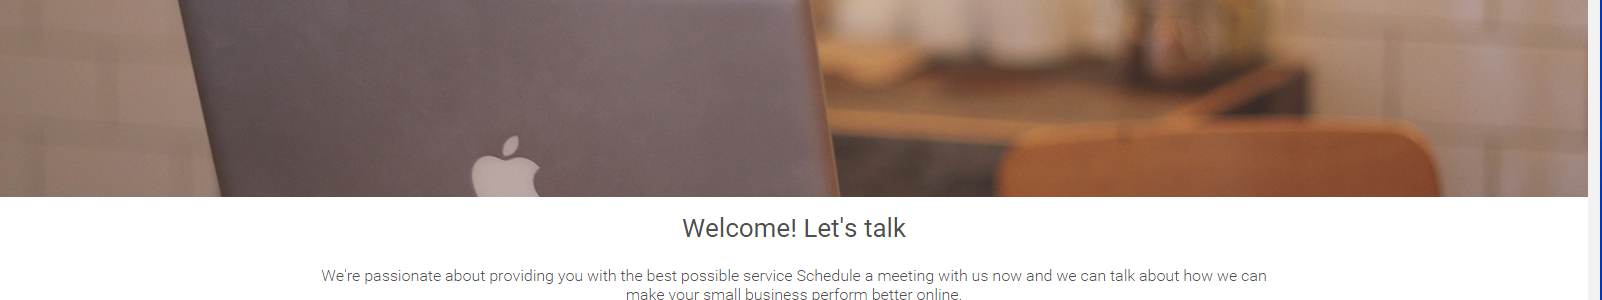 Welcome! Let's talk
We're passionate about providing you with the best possible service Schedule a meeting with us now and we can talk about how we can
make your small business perform better online.